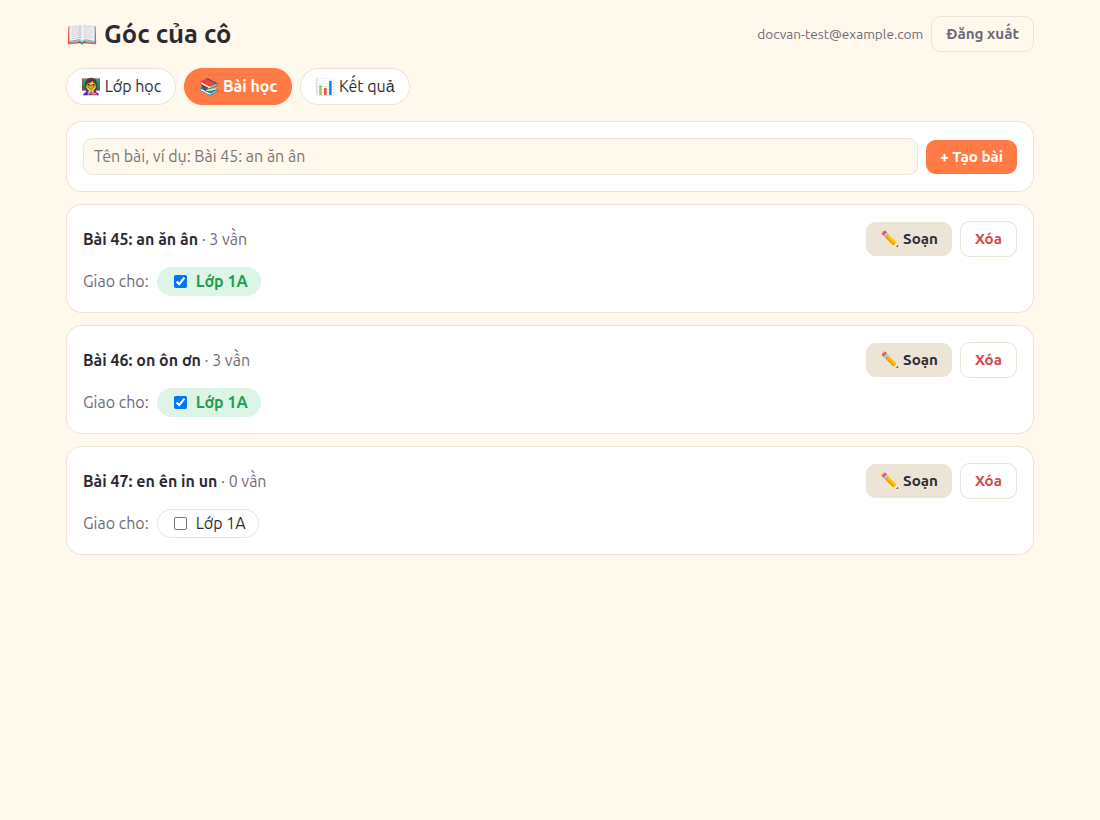 📖 Góc của cô
docvan-test@example.com Đăng xuất
👩‍🏫 Lớp học 📚 Bài học 📊 Kết quả
Tên bài, ví dụ: Bài 45: an ăn ân + Tạo bài
Bài 45: an ăn ân · 3 vần ✏️ Soạn Xóa
Giao cho: Lớp 1A
Bài 46: on ôn ơn · 3 vần ✏️ Soạn Xóa
Giao cho: Lớp 1A
Bài 47: en ên in un · 0 vần ✏️ Soạn Xóa
Giao cho: Lớp 1A